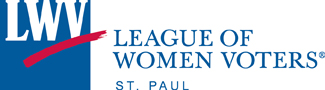 LWV
LEAGUE OF
WOMEN VOTERS®
ST. PAUL